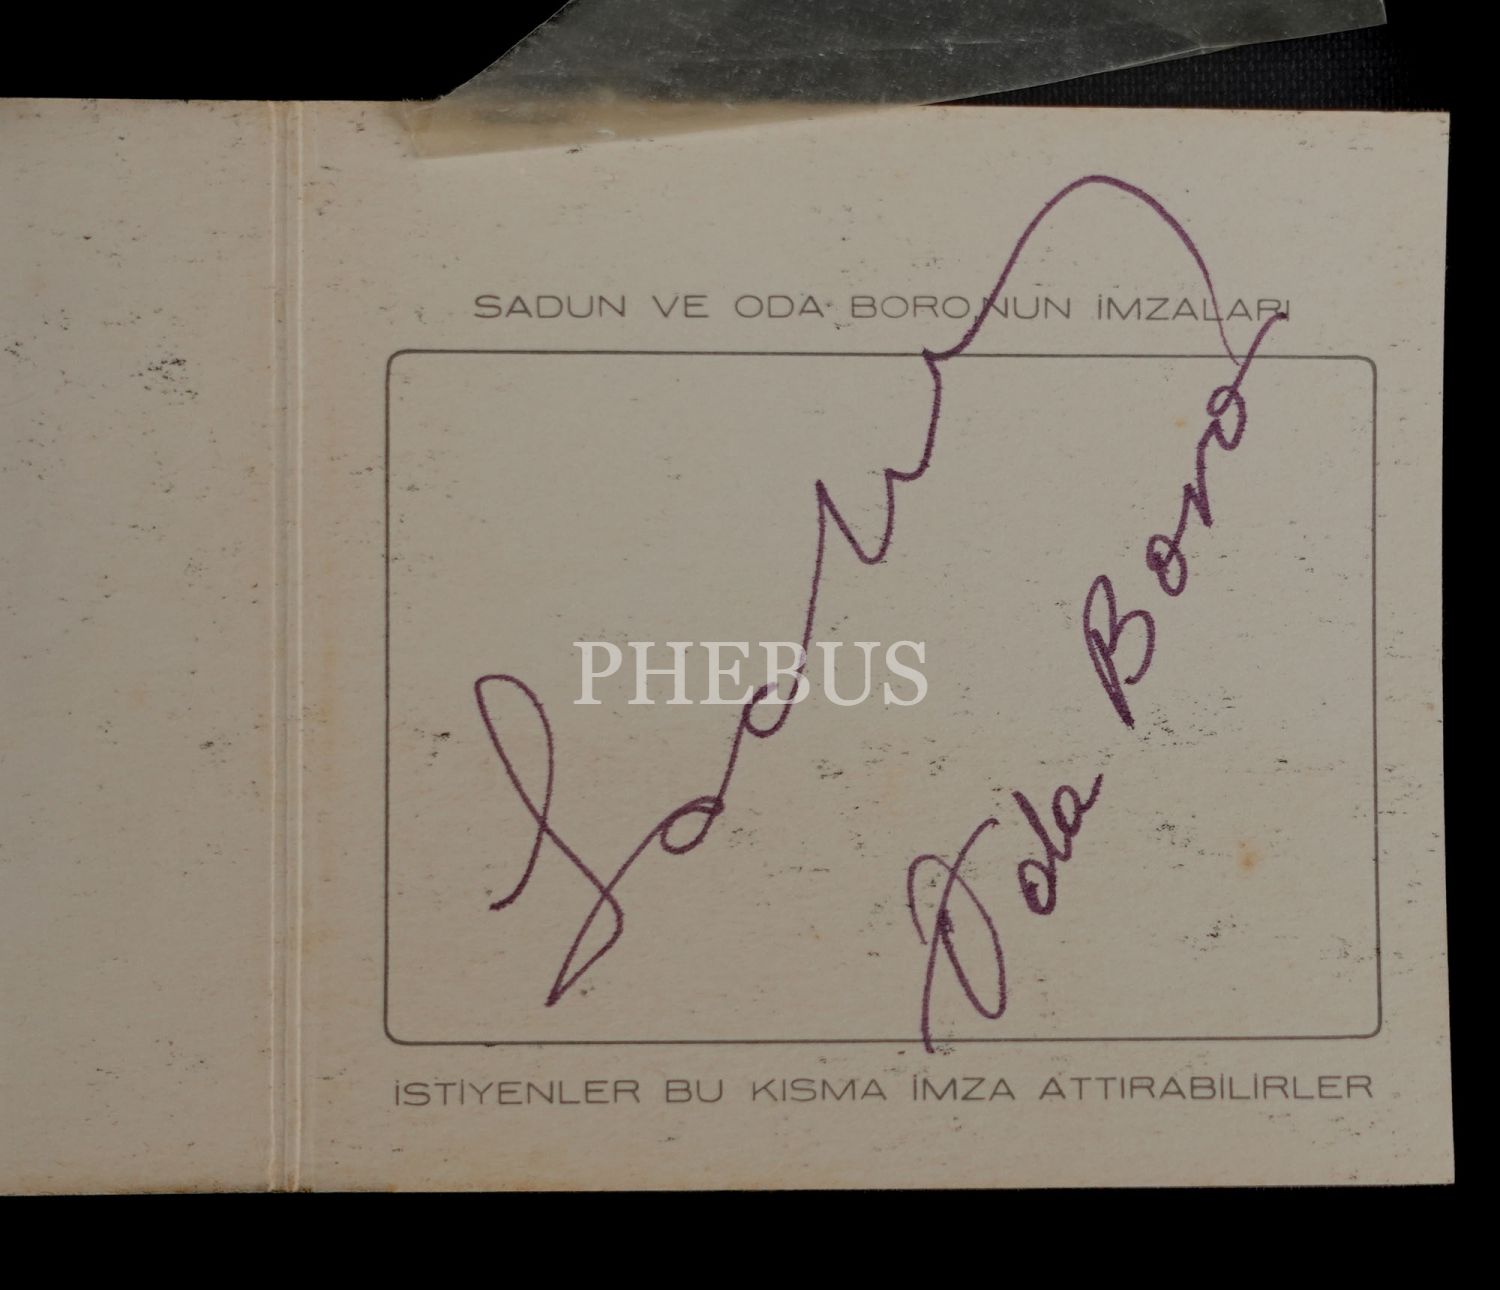 SADUN VE ODA BORO,NUN İMZALARI
Sadun
Oda Boro
PHEBUS
İSTİYENLER BU KISMA İMZA ATTIRABİLİRLER